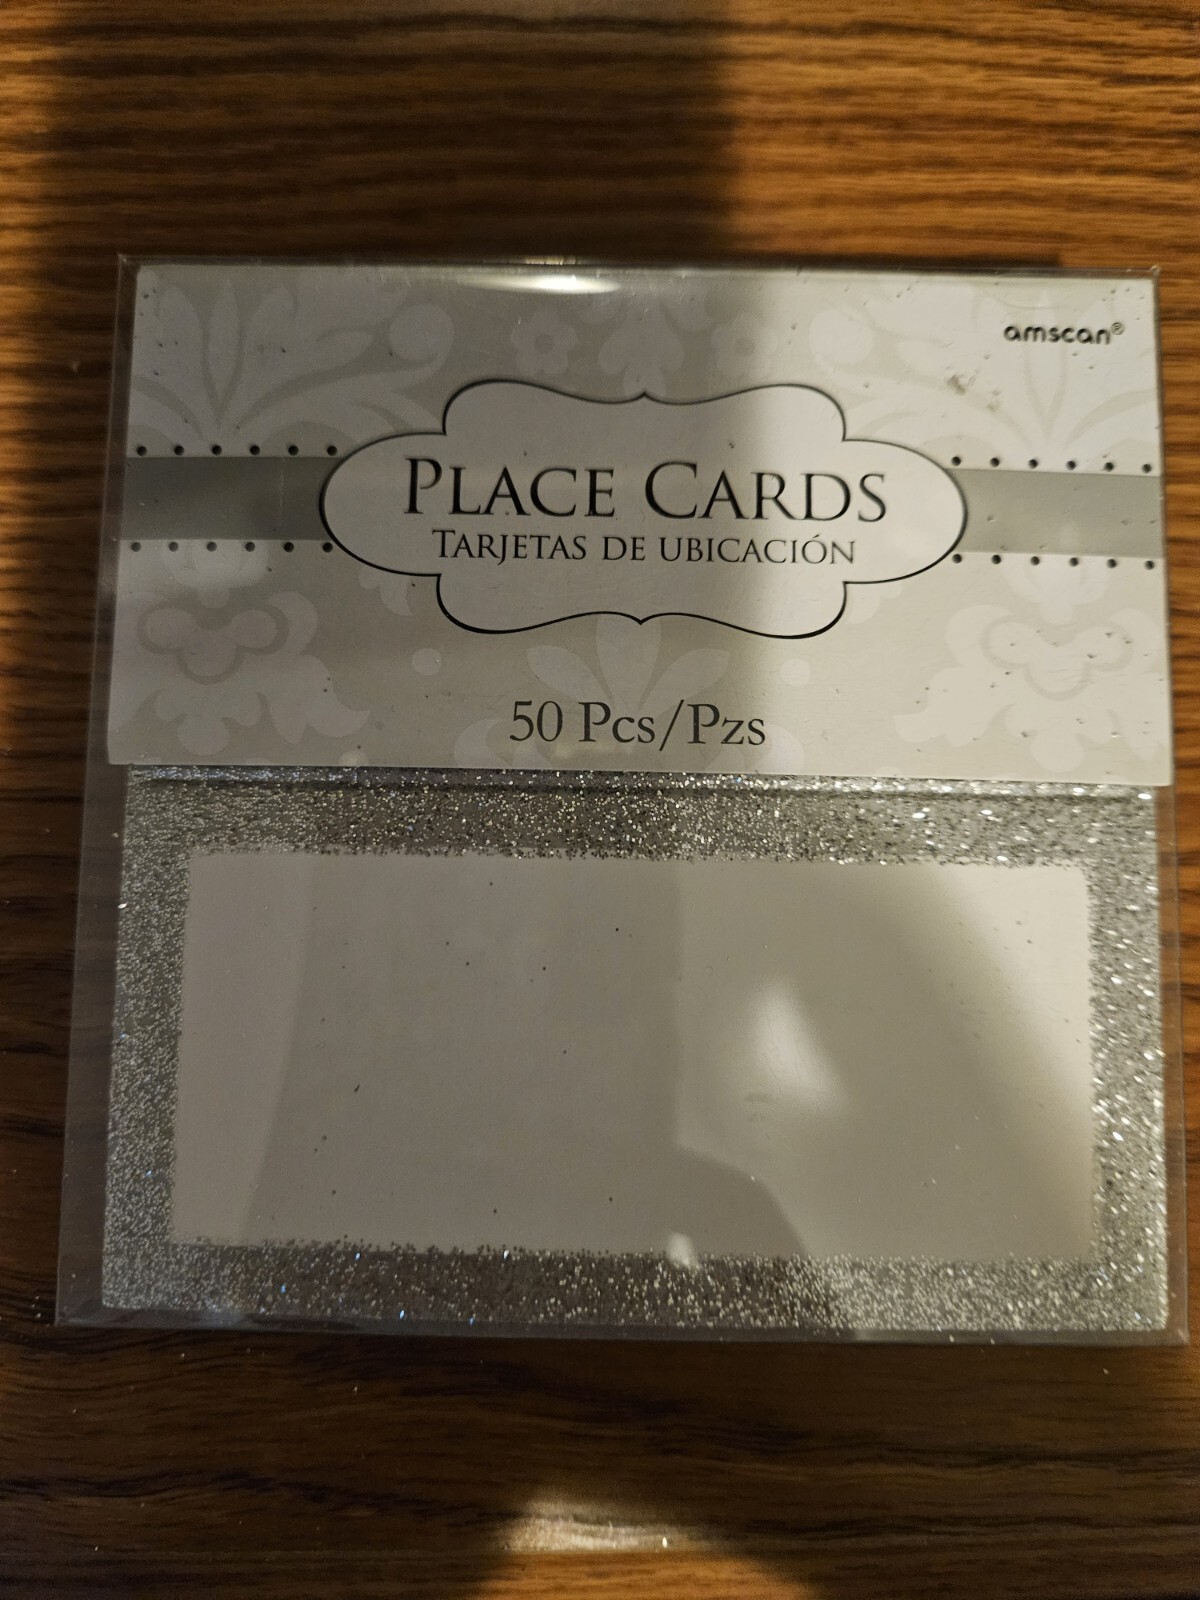 amscan®
PLACE CARDS
TARJETAS DE UBICACIÓN
50 Pcs/Pzs